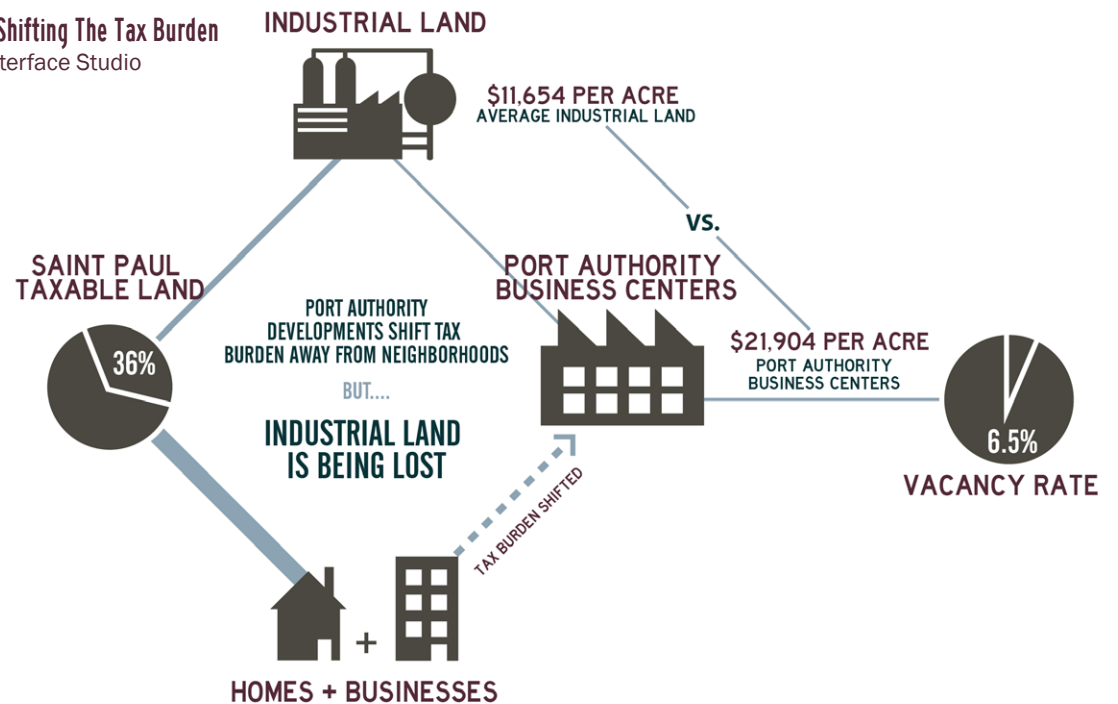 Shifting The Tax Burden
terface Studio
INDUSTRIAL LAND
$11,654 PER ACRE
AVERAGE INDUSTRIAL LAND
VS.
SAINT PAUL
TAXABLE LAND
36%
PORT AUTHORITY
DEVELOPMENTS SHIFT TAX
BURDEN AWAY FROM NEIGHBORHOODS
BUT....
INDUSTRIAL LAND
IS BEING LOST
PORT AUTHORITY
BUSINESS CENTERS
$21,904 PER ACRE
PORT AUTHORITY
BUSINESS CENTERS
6.5%
VACANCY RATE
TAX BURDEN SHIFTED
+
HOMES + BUSINESSES